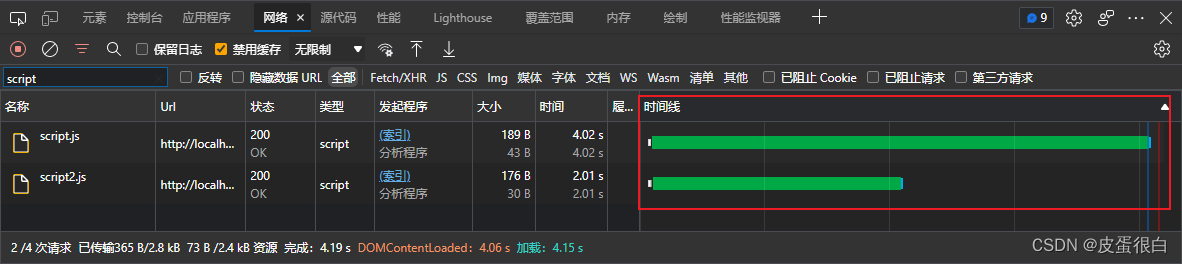 元素 控制台 应用程序 网络 源代码 性能 Lighthouse 覆盖范围 内存 绘制 性能监视器 9
保留日志 禁用缓存 无限制
script 反转 隐藏数据 URL 全部 Fetch/XHR JS CSS Img 媒体 字体 文档 WS Wasm 清单 其他 已阻止 Cookie 已阻止请求 第三方请求
名称 Url 状态 类型 发起程序 大小 时间 履... 时间线
script.js http://localh... 200 script (索引) 189 B 4.02 s
OK 分析程序 43 B 4.02 s
script2.js http://localh... 200 script (索引) 176 B 2.01 s
OK 分析程序 30 B 2.01 s
2 /4 次请求 已传输365 B/2.8 kB 73 B /2.4 kB 资源 完成：4.19 s DOMContentLoaded：4.06 s 加载：4.15 s
CSDN @皮蛋很白